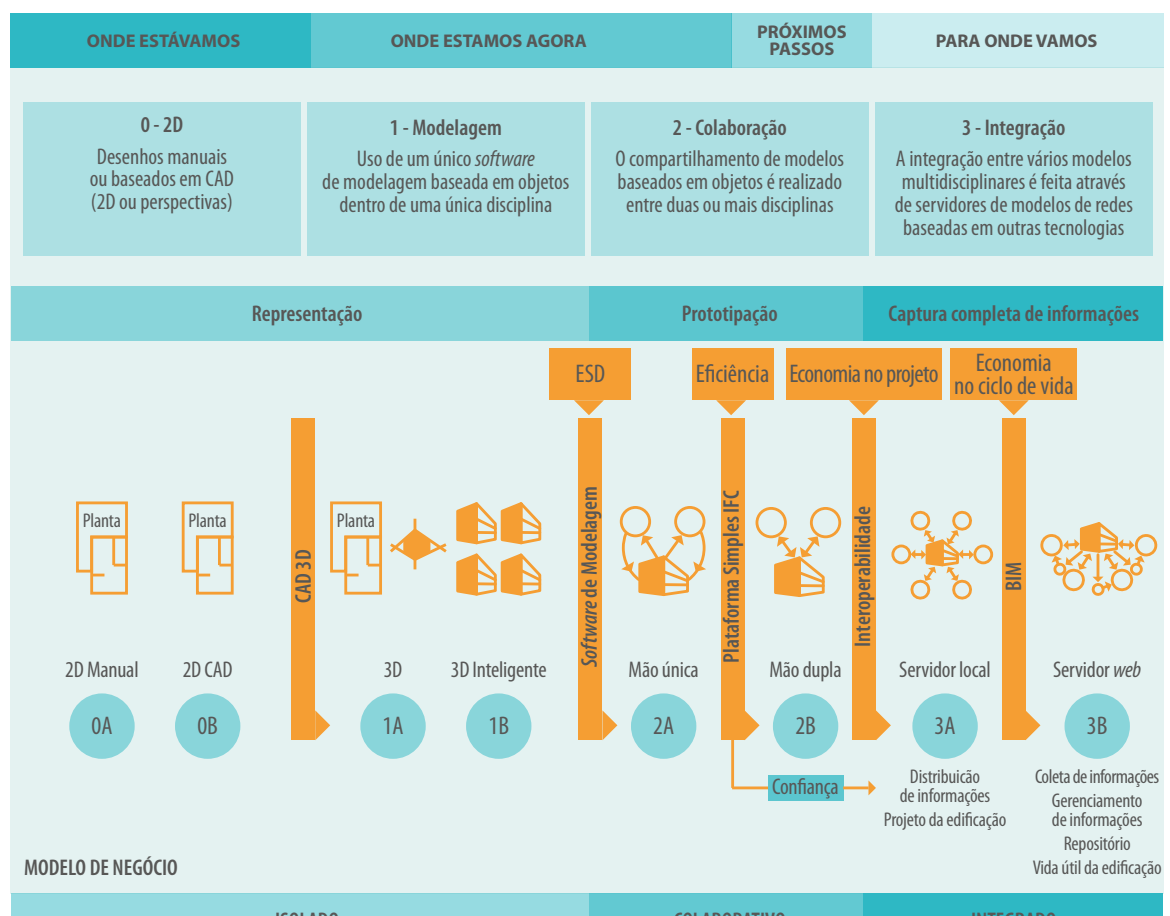 ONDE ESTÁVAMOS
ONDE ESTAMOS AGORA
PRÓXIMOS
PASSOS
PARA ONDE VAMOS
0 - 2D
Desenhos manuais
ou baseados em CAD
(2D ou perspectivas)
1 - Modelagem
Uso de um único software
de modelagem baseada em objetos
dentro de uma única disciplina
2 - Colaboração
O compartilhamento de modelos
baseados em objetos é realizado
entre duas ou mais disciplinas
3 - Integração
A integração entre vários modelos
multidisciplinares é feita através
de servidores de modelos de redes
baseadas em outras tecnologias
Representação
Prototipação
Captura completa de informações
ESD
Eficiência
Economia no projeto
Economia
no ciclo de vida
Planta
Planta
CAD 3D
Planta
Software de Modelagem
Plataforma Simples IFC
Interoperabilidade
BIM
2D Manual
2D CAD
3D
3D Inteligente
Mão única
Mão dupla
Servidor local
Servidor web
0A
0B
1A
1B
2A
2B
3A
3B
Confiança
Distribuicão
de informações
Projeto da edificação
Coleta de informações
Gerenciamento
de informações
Repositório
Vida útil da edificação
MODELO DE NEGÓCIO
ISOLADO
COLABORATIVO
INTEGRADO